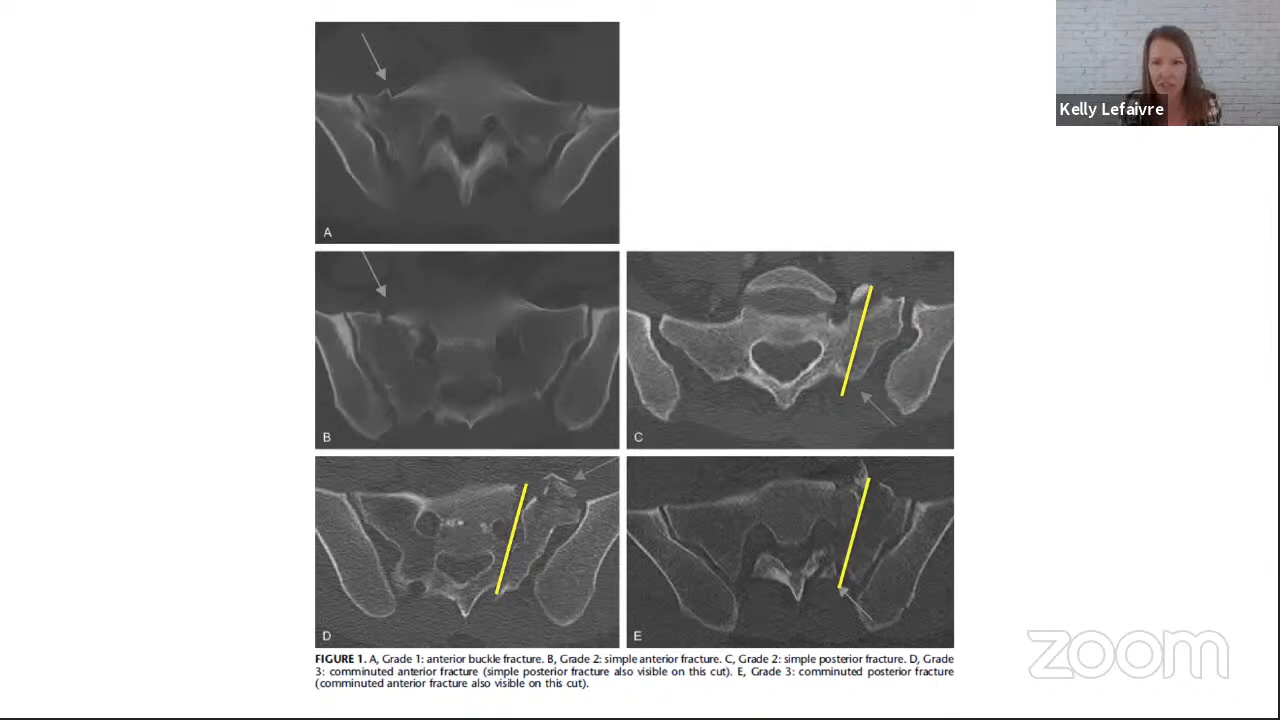 Kelly Lefaivre
A
B
C
D
E
FIGURE 1. A, Grade 1: anterior buckle fracture. B, Grade 2: simple anterior fracture. C, Grade 2: simple posterior fracture. D, Grade
3: comminuted anterior fracture (simple posterior fracture also visible on this cut). E, Grade 3: comminuted posterior fracture
(comminuted anterior fracture also visible on this cut).
zoom